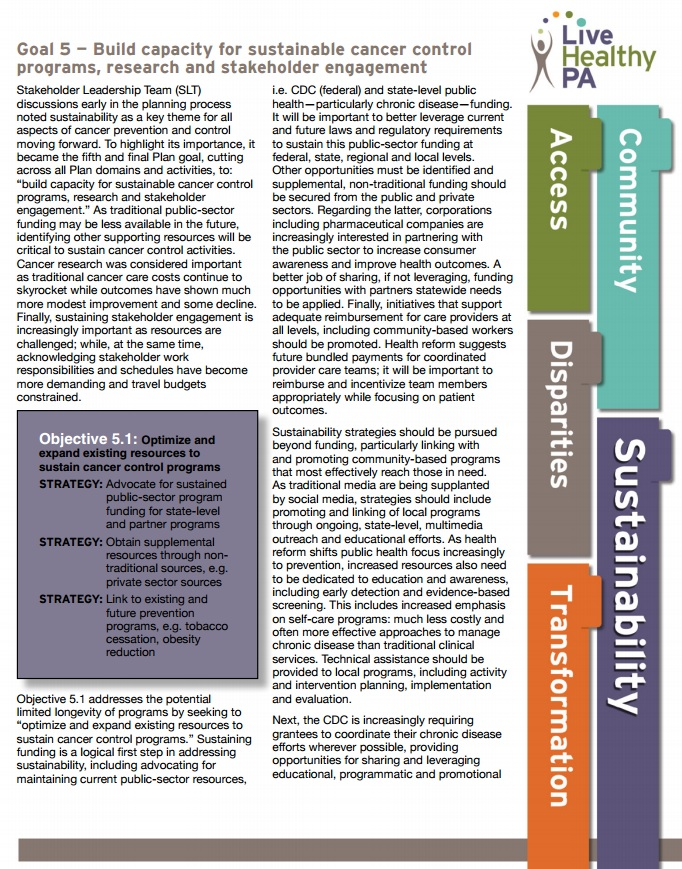 Goal 5 – Build capacity for sustainable cancer control
programs, research and stakeholder engagement
Stakeholder Leadership Team (SLT)
discussions early in the planning process
noted sustainability as a key theme for all
aspects of cancer prevention and control
moving forward. To highlight its importance, it
became the fifth and final Plan goal, cutting
across all Plan domains and activities, to:
“build capacity for sustainable cancer control
programs, research and stakeholder
engagement.” As traditional public-sector
funding may be less available in the future,
identifying other supporting resources will be
critical to sustain cancer control activities.
Cancer research was considered important
as traditional cancer care costs continue to
skyrocket while outcomes have shown much
more modest improvement and some decline.
Finally, sustaining stakeholder engagement is
increasingly important as resources are
challenged; while, at the same time,
acknowledging stakeholder work
responsibilities and schedules have become
more demanding and travel budgets
constrained.
Objective 5.1: Optimize and
expand existing resources to
sustain cancer control programs
STRATEGY: Advocate for sustained
public-sector program
funding for state-level
and partner programs
STRATEGY: Obtain supplemental
resources through non-
traditional sources, e.g.
private sector sources
STRATEGY: Link to existing and
future prevention
programs, e.g. tobacco
cessation, obesity
reduction
Objective 5.1 addresses the potential
limited longevity of programs by seeking to
“optimize and expand existing resources to
sustain cancer control programs.” Sustaining
funding is a logical first step in addressing
sustainability, including advocating for
maintaining current public-sector resources,
i.e. CDC (federal) and state-level public
health—particularly chronic disease—funding.
It will be important to better leverage current
and future laws and regulatory requirements
to sustain this public-sector funding at
federal, state, regional and local levels.
Other opportunities must be identified and
supplemental, non-traditional funding should
be secured from the public and private
sectors. Regarding the latter, corporations
including pharmaceutical companies are
increasingly interested in partnering with
the public sector to increase consumer
awareness and improve health outcomes. A
better job of sharing, if not leveraging, funding
opportunities with partners statewide needs
to be applied. Finally, initiatives that support
adequate reimbursement for care providers at
all levels, including community-based workers
should be promoted. Health reform suggests
future bundled payments for coordinated
provider care teams; it will be important to
reimburse and incentivize team members
appropriately while focusing on patient
outcomes.
Sustainability strategies should be pursued
beyond funding, particularly linking with
and promoting community-based programs
that most effectively reach those in need.
As traditional media are being supplanted
by social media, strategies should include
promoting and linking of local programs
through ongoing, state-level, multimedia
outreach and educational efforts. As health
reform shifts public health focus increasingly
to prevention, increased resources also need
to be dedicated to education and awareness,
including early detection and evidence-based
screening. This includes increased emphasis
on self-care programs: much less costly and
often more effective approaches to manage
chronic disease than traditional clinical
services. Technical assistance should be
provided to local programs, including activity
and intervention planning, implementation
and evaluation.
Next, the CDC is increasingly requiring
grantees to coordinate their chronic disease
efforts wherever possible, providing
opportunities for sharing and leveraging
educational, programmatic and promotional
Live
Healthy
PA
Access
Community
Disparities
Sustainability
Transformation